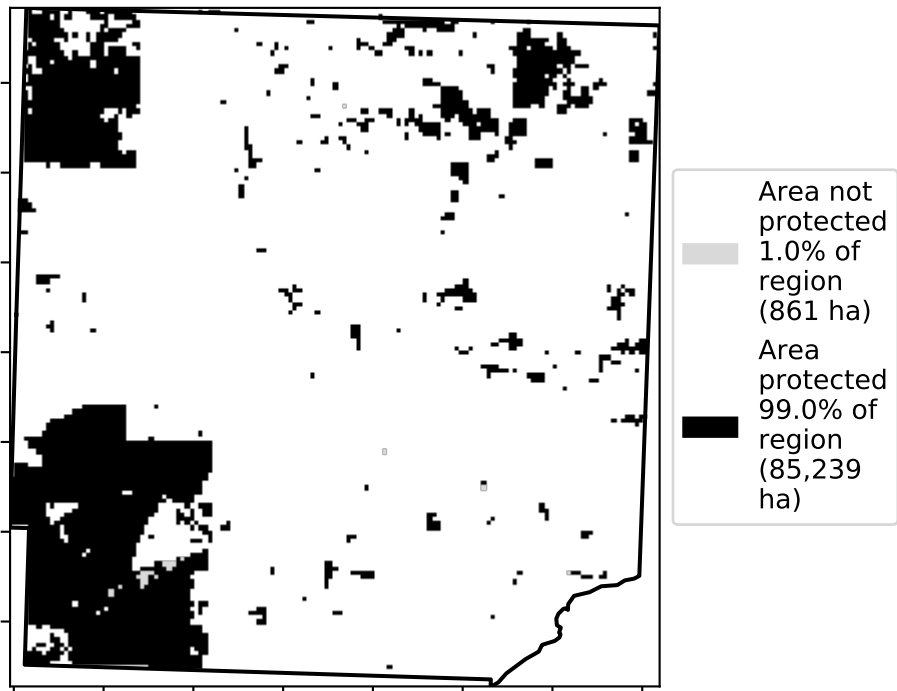 Area not
protected
1.0% of
region
(861 ha)
Area
protected
99.0% of
region
(85,239
ha)